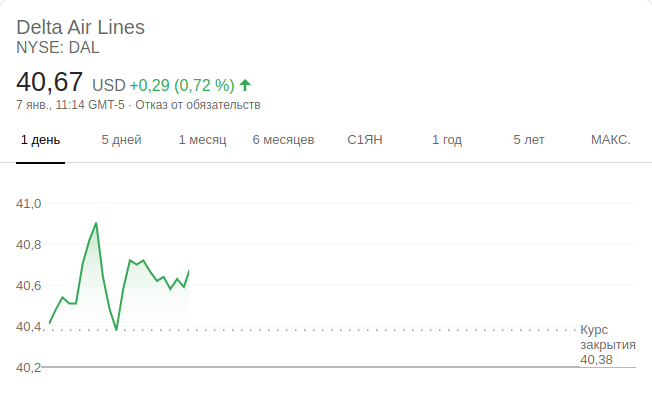 Delta Air Lines
NYSE: DAL
40,67 USD +0,29 (0,72 %)
7 янв., 11:14 GMT-5 · Отказ от обязательств
1 день 5 дней 1 месяц 6 месяцев С1ЯН 1 год 5 лет МАКС.
41,0
40,8
40,6
40,4
40,2
Курс
закрытия
40,38